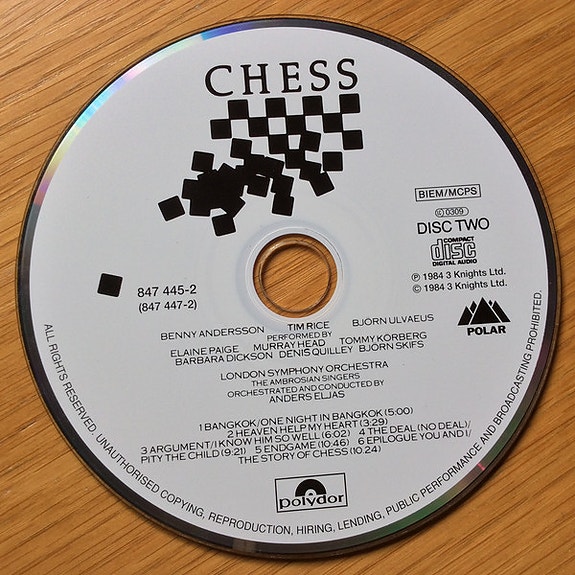 CHESS
BIEM/MCPS
Ⓒ 0309
DISC TWO
COMPACT
disc
DIGITAL AUDIO
847 445-2
(847 447-2)
℗ 1984 3 Knights Ltd.
© 1984 3 Knights Ltd.
POLAR
BENNY ANDERSSON TIM RICE BJÖRN ULVAEUS
PERFORMED BY
ELAINE PAIGE MURRAY HEAD TOMMY KÖRBERG
BARBARA DICKSON DENIS QUILLEY BJÖRN SKIFS
LONDON SYMPHONY ORCHESTRA
THE AMBROSIAN SINGERS
ORCHESTRATED AND CONDUCTED BY
ANDERS ELJAS
1 BANGKOK/ONE NIGHT IN BANGKOK (5:00)
2 HEAVEN HELP MY HEART (3:29)
3 ARGUMENT/I KNOW HIM SO WELL (6:02) 4 THE DEAL (NO DEAL)/
PITY THE CHILD (9:21) 5 ENDGAME (10:46) 6 EPILOGUE YOU AND I/
THE STORY OF CHESS (10.24)
polydor
ALL RIGHTS RESERVED. UNAUTHORISED COPYING, REPRODUCTION, HIRING, LENDING, PUBLIC PERFORMANCE AND BROADCASTING PROHIBITED.